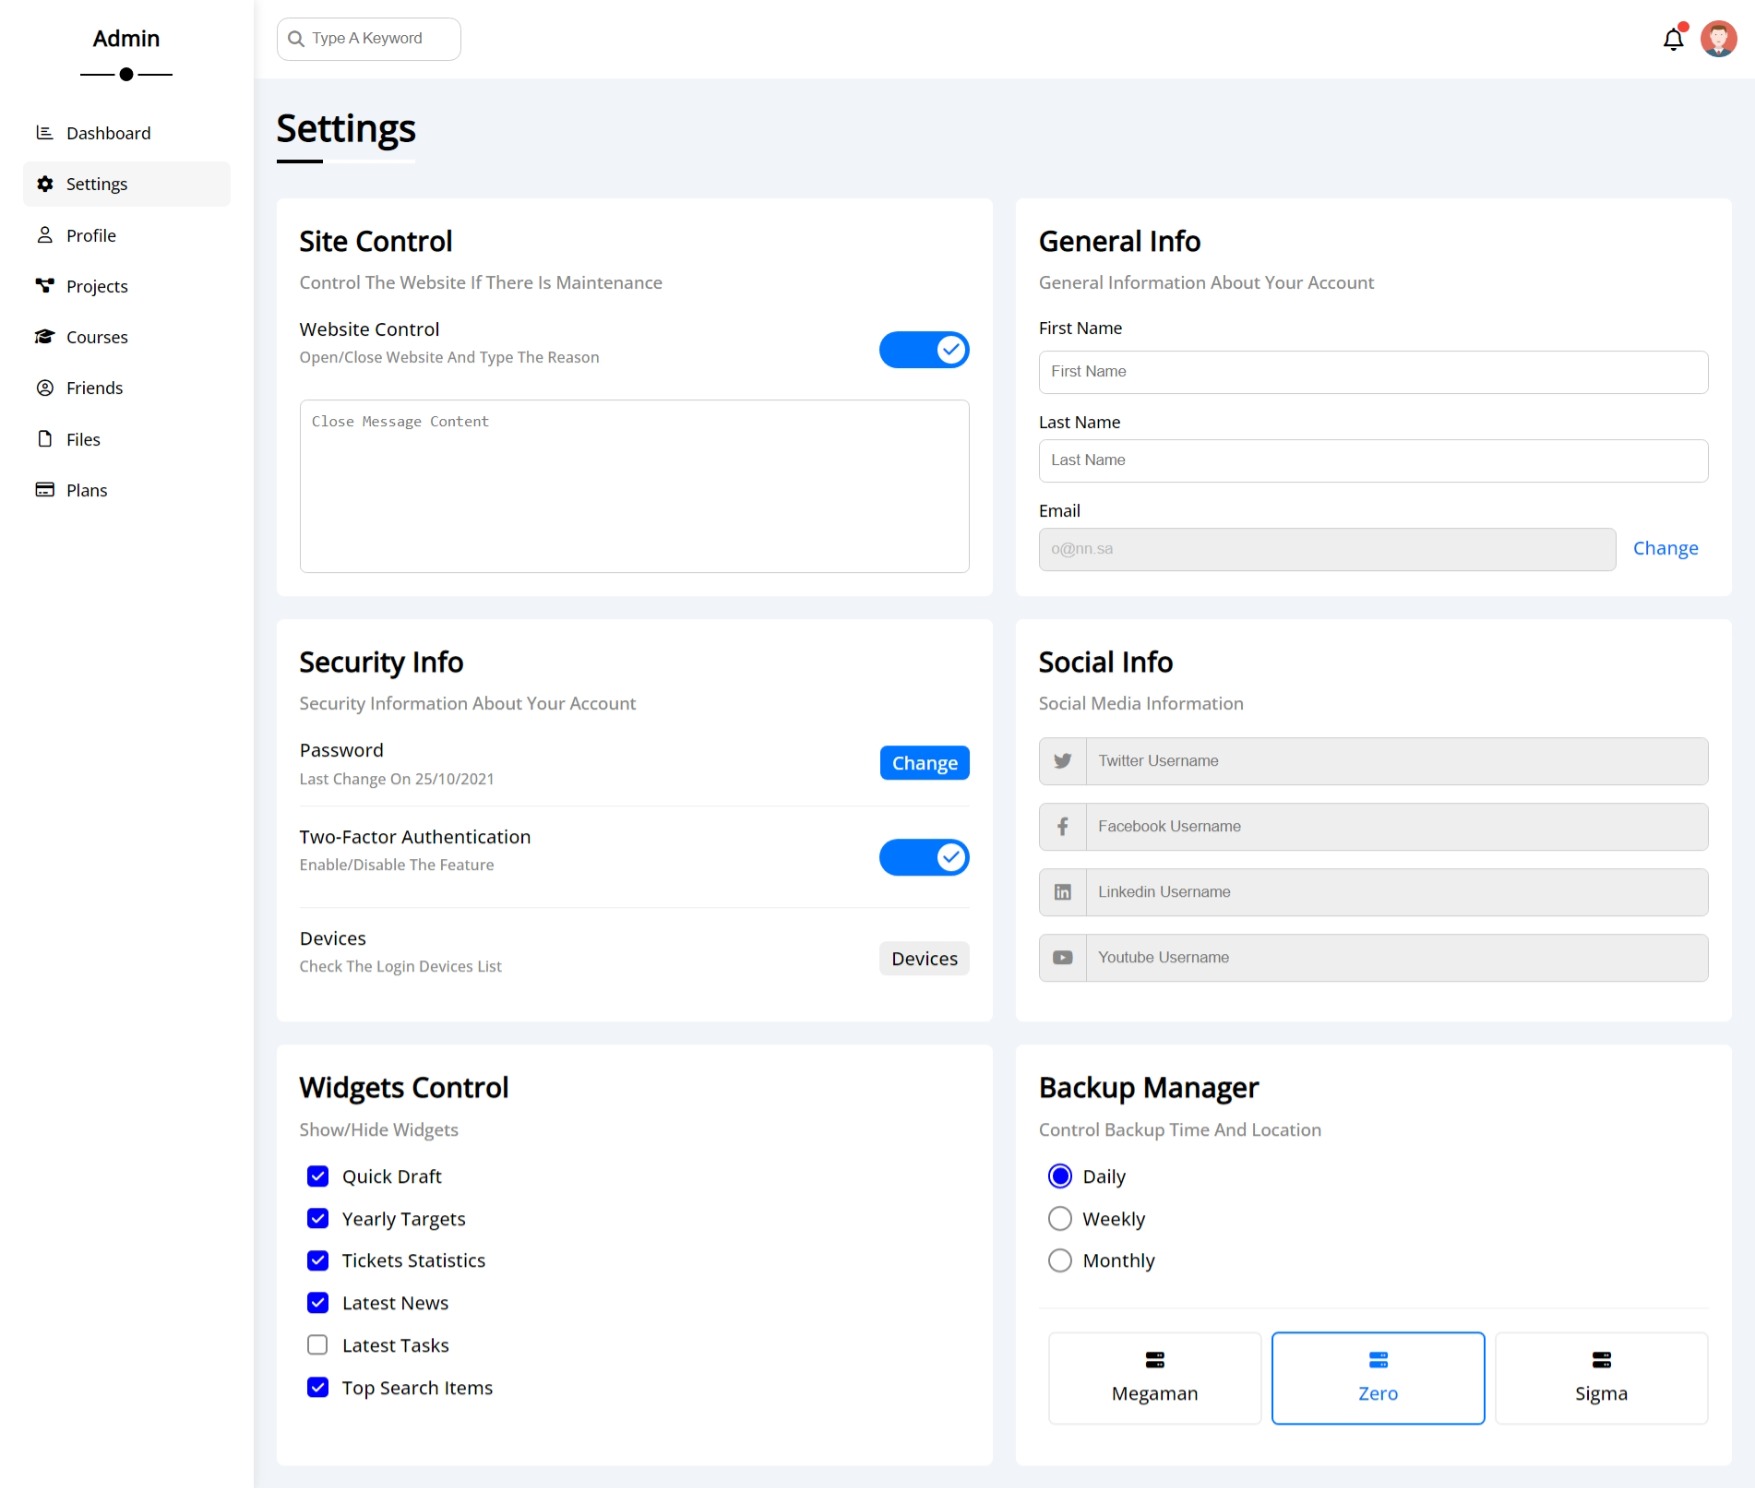 Admin
Dashboard
Settings
Profile
Projects
Courses
Friends
Files
Plans
Type A Keyword
Settings
Site Control
Control The Website If There Is Maintenance
Website Control
Open/Close Website And Type The Reason
Close Message Content
General Info
General Information About Your Account
First Name
First Name
Last Name
Last Name
Email
o@nn.sa
Change
Security Info
Security Information About Your Account
Password
Last Change On 25/10/2021
Change
Two-Factor Authentication
Enable/Disable The Feature
Devices
Check The Login Devices List
Devices
Social Info
Social Media Information
Twitter Username
Facebook Username
Linkedin Username
Youtube Username
Widgets Control
Show/Hide Widgets
Quick Draft
Yearly Targets
Tickets Statistics
Latest News
Latest Tasks
Top Search Items
Backup Manager
Control Backup Time And Location
Daily
Weekly
Monthly
Megaman
Zero
Sigma